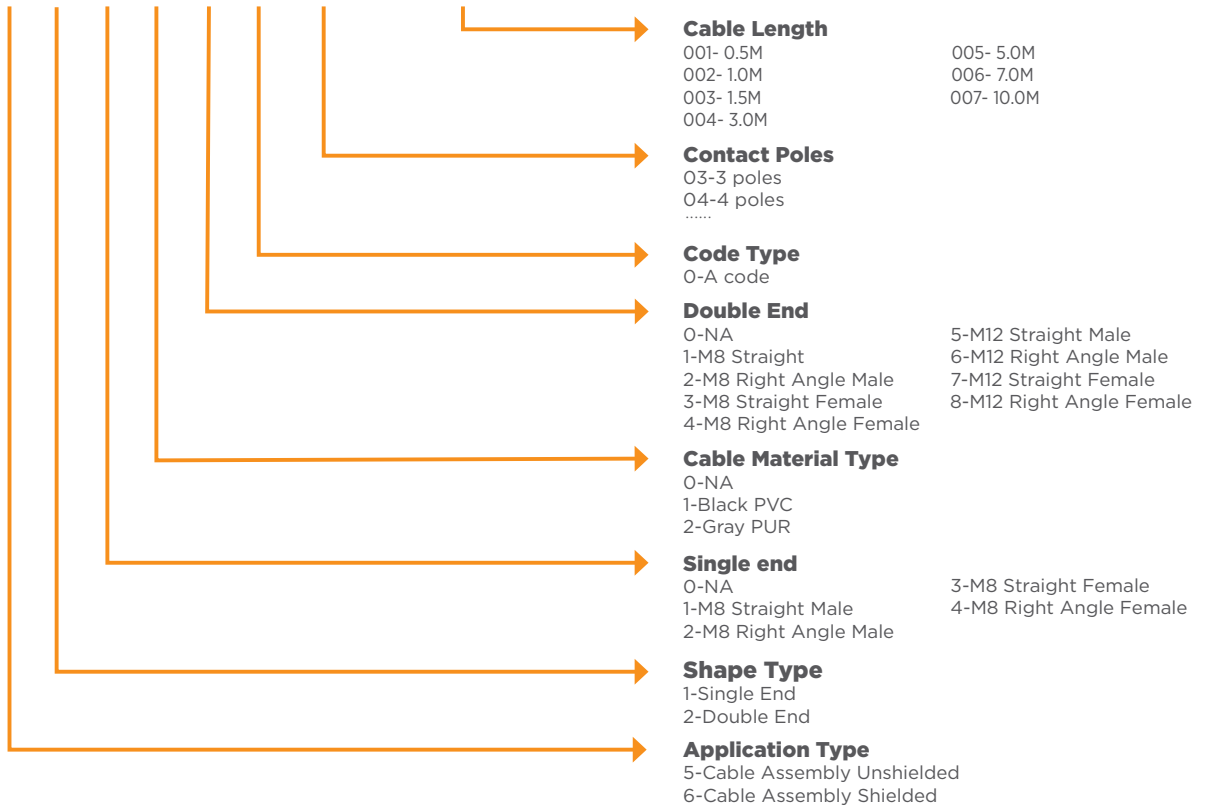 Cable Length
001- 0.5M
002- 1.0M
003- 1.5M
004- 3.0M
005- 5.0M
006- 7.0M
007- 10.0M
Contact Poles
03-3 poles
04-4 poles
......
Code Type
0-A code
Double End
0-NA
1-M8 Straight
2-M8 Right Angle Male
3-M8 Straight Female
4-M8 Right Angle Female
5-M12 Straight Male
6-M12 Right Angle Male
7-M12 Straight Female
8-M12 Right Angle Female
Cable Material Type
0-NA
1-Black PVC
2-Gray PUR
Single end
0-NA
1-M8 Straight Male
2-M8 Right Angle Male
3-M8 Straight Female
4-M8 Right Angle Female
Shape Type
1-Single End
2-Double End
Application Type
5-Cable Assembly Unshielded
6-Cable Assembly Shielded